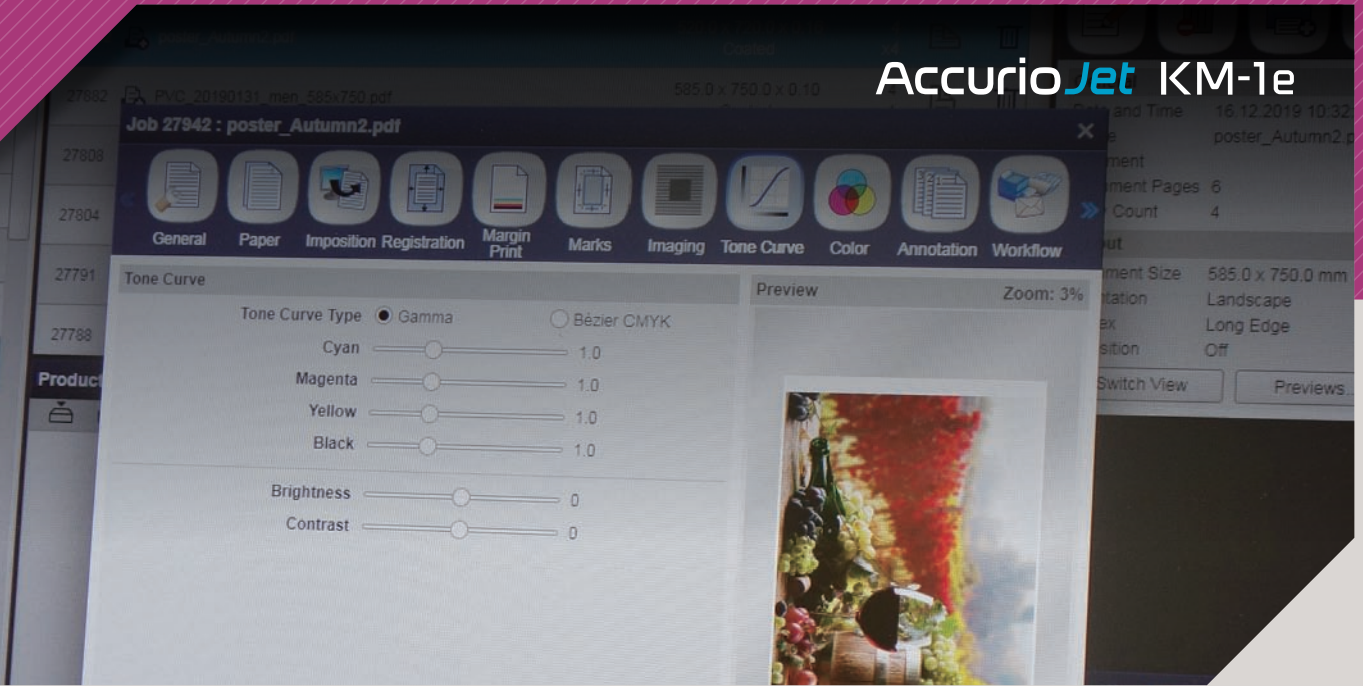 AccurioJet KM-1e
poster_Autumn2.pdf
Coated
27882 PVC_20190131_men_585x750.pdf 585.0 x 750.0 x 0.10
and Time 16.12.2019 10:32
Job 27942 : poster_Autumn2.pdf
poster_Autumn2.p
27808
27804
27791
27788
General
Paper
Imposition
Registration
Margin
Print
Marks
Imaging
Tone Curve
Color
Annotation
Workflow
Pages 6
Count 4
Size 585.0 x 750.0 mm
Landscape
Long Edge
Off
Switch View
Previews...
Product
Tone Curve
Tone Curve Type Gamma Bézier CMYK
Cyan 1.0
Magenta 1.0
Yellow 1.0
Black 1.0
Brightness 0
Contrast 0
Preview Zoom: 3%